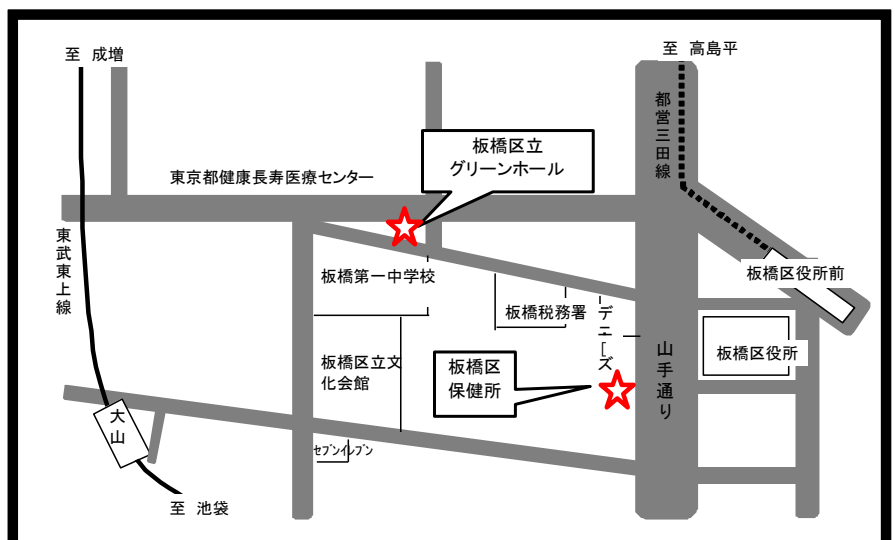 至 成増
至 高島平
都営三田線
板橋区立
グリーンホール
東京都健康長寿医療センター
東武東上線
板橋第一中学校
板橋区役所前
板橋税務署
デニーズ
板橋区立文
化会館
板橋区
保健所
山手通り
板橋区役所
大山
セブンイレブン
至 池袋